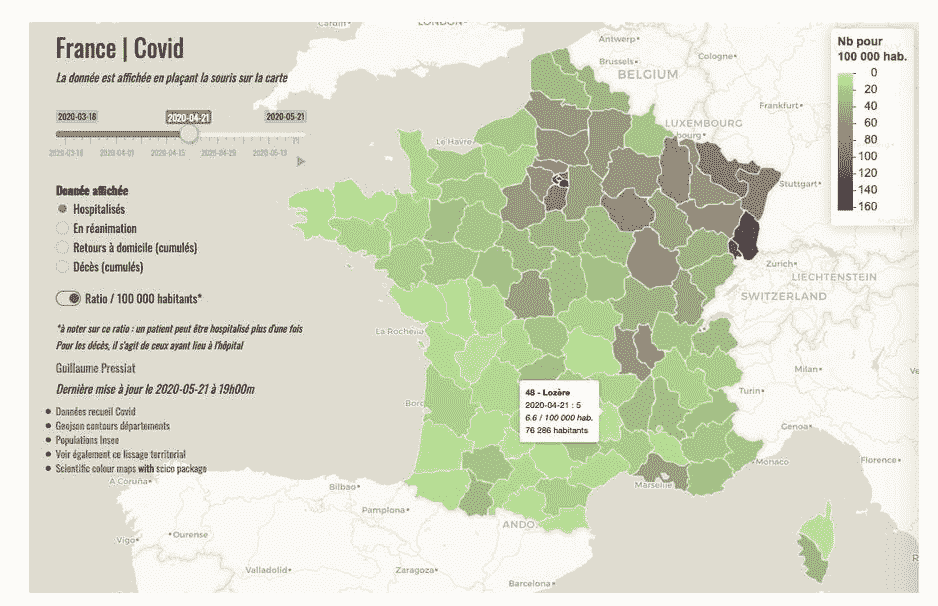 France | Covid
La donnée est affichée en plaçant la souris sur la carte
2020-03-18
2020-04-21
2020-05-21
2020-03-18 2020-04-01 2020-04-15 2020-04-29 2020-05-13
Donnée affichée
Hospitalisés
En réanimation
Retours à domicile (cumulés)
Décès (cumulés)
Ratio / 100 000 habitants*
*à noter sur ce ratio : un patient peut être hospitalisé plus d'une fois
Pour les décès, il s'agit de ceux ayant lieu à l'hôpital
Guillaume Pressiat
Dernière mise à jour le 2020-05-21 à 19h00m
Données recueil Covid
Geojson contours départements
Populations Insee
Voir également ce lissage territorial
Scientific colour maps with scico package
Nb pour
100 000 hab.
0
20
40
60
80
100
120
140
160
48 - Lozère
2020-04-21 : 5
6.6 / 100 000 hab.
76 286 habitants
Cardiff
LONDON
Antwerp
Brussels
BELGIUM
Cologne
Frankfurt
LUXEMBOURG
Le Havre
Stuttgart
Zurich
LIECHTENSTEIN
SWITZERLAND
La Rochelle
Milan
Turin
Genoa
Monaco
Florence
Marseille
A Coruña
Bilbao
Pamplona
ANDO
Vigo
Ourense
Valladolid
Zaragoza
Barcelona